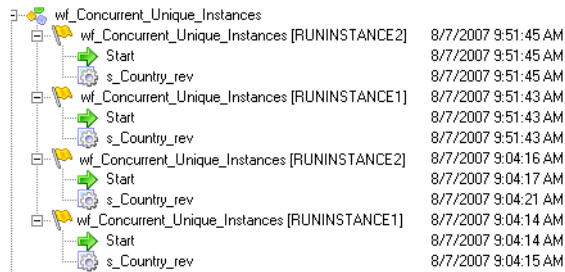 wf_Concurrent_Unique_Instances
wf_Concurrent_Unique_Instances [RUNINSTANCE2] 8/7/2007 9:51:45 AM
Start 8/7/2007 9:51:45 AM
s_Country_rev 8/7/2007 9:51:45 AM
wf_Concurrent_Unique_Instances [RUNINSTANCE1] 8/7/2007 9:51:43 AM
Start 8/7/2007 9:51:43 AM
s_Country_rev 8/7/2007 9:51:43 AM
wf_Concurrent_Unique_Instances [RUNINSTANCE2] 8/7/2007 9:04:16 AM
Start 8/7/2007 9:04:17 AM
s_Country_rev 8/7/2007 9:04:21 AM
wf_Concurrent_Unique_Instances [RUNINSTANCE1] 8/7/2007 9:04:14 AM
Start 8/7/2007 9:04:14 AM
s_Country_rev 8/7/2007 9:04:15 AM